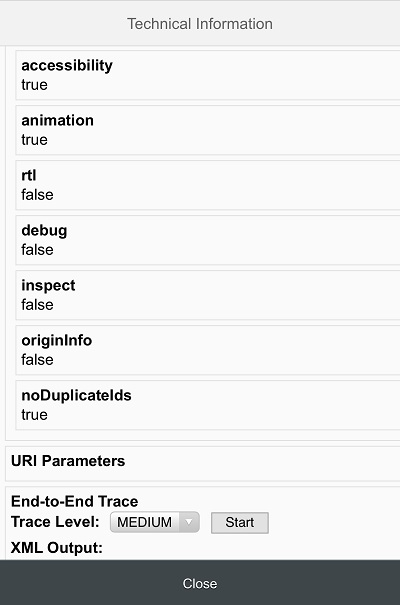 Technical Information
accessibility
true
animation
true
rtl
false
debug
false
inspect
false
originInfo
false
noDuplicateIds
true
URI Parameters
End-to-End Trace
Trace Level: MEDIUM Start
XML Output:
Close